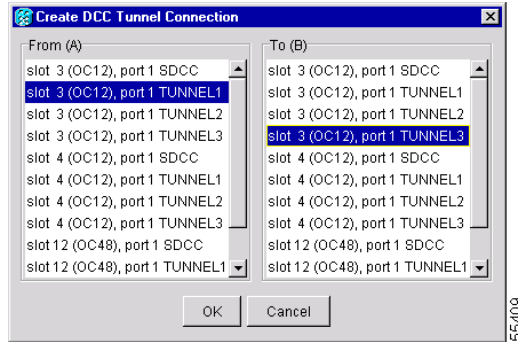 Create DCC Tunnel Connection
From (A)
slot 3 (OC12), port 1 SDCC
slot 3 (OC12), port 1 TUNNEL1
slot 3 (OC12), port 1 TUNNEL2
slot 3 (OC12), port 1 TUNNEL3
slot 4 (OC12), port 1 SDCC
slot 4 (OC12), port 1 TUNNEL1
slot 4 (OC12), port 1 TUNNEL2
slot 4 (OC12), port 1 TUNNEL3
slot 12 (OC48), port 1 SDCC
slot 12 (OC48), port 1 TUNNEL1
To (B)
slot 3 (OC12), port 1 SDCC
slot 3 (OC12), port 1 TUNNEL1
slot 3 (OC12), port 1 TUNNEL2
slot 3 (OC12), port 1 TUNNEL3
slot 4 (OC12), port 1 SDCC
slot 4 (OC12), port 1 TUNNEL1
slot 4 (OC12), port 1 TUNNEL2
slot 4 (OC12), port 1 TUNNEL3
slot 12 (OC48), port 1 SDCC
slot 12 (OC48), port 1 TUNNEL1
OK
Cancel
55409